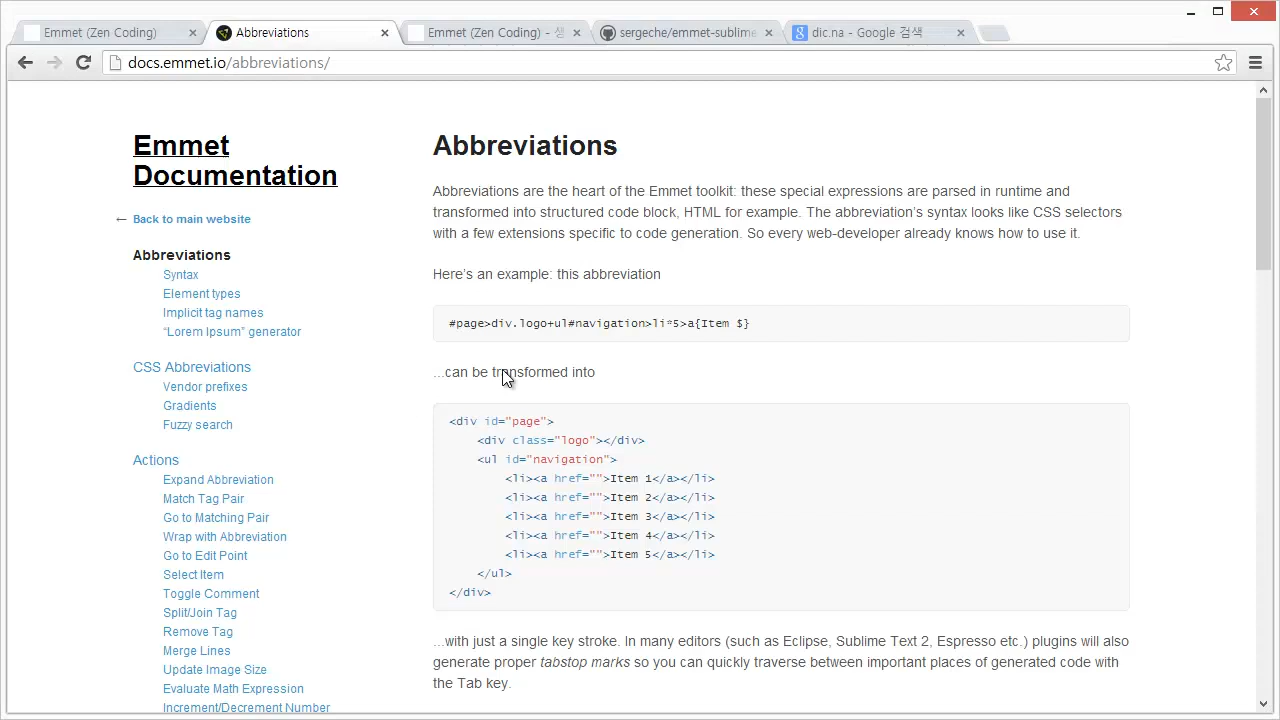 Emmet (Zen Coding)
Abbreviations
Emmet (Zen Coding) -
sergeche/emmet-sublime
dic.na - Google 검색
docs.emmet.io/abbreviations/
Emmet
Documentation
← Back to main website
Abbreviations
Syntax
Element types
Implicit tag names
“Lorem Ipsum” generator
CSS Abbreviations
Vendor prefixes
Gradients
Fuzzy search
Actions
Expand Abbreviation
Match Tag Pair
Go to Matching Pair
Wrap with Abbreviation
Go to Edit Point
Select Item
Toggle Comment
Split/Join Tag
Remove Tag
Merge Lines
Update Image Size
Evaluate Math Expression
Increment/Decrement Number
Abbreviations
Abbreviations are the heart of the Emmet toolkit: these special expressions are parsed in runtime and
transformed into structured code block, HTML for example. The abbreviation’s syntax looks like CSS selectors
with a few extensions specific to code generation. So every web-developer already knows how to use it.
Here’s an example: this abbreviation
#page>div.logo+ul#navigation>li*5>a{Item $}
...can be transformed into
<div id="page">
<div class="logo"></div>
<ul id="navigation">
<li><a href="">Item 1</a></li>
<li><a href="">Item 2</a></li>
<li><a href="">Item 3</a></li>
<li><a href="">Item 4</a></li>
<li><a href="">Item 5</a></li>
</ul>
</div>
...with just a single key stroke. In many editors (such as Eclipse, Sublime Text 2, Espresso etc.) plugins will also
generate proper tabstop marks so you can quickly traverse between important places of generated code with
the Tab key.